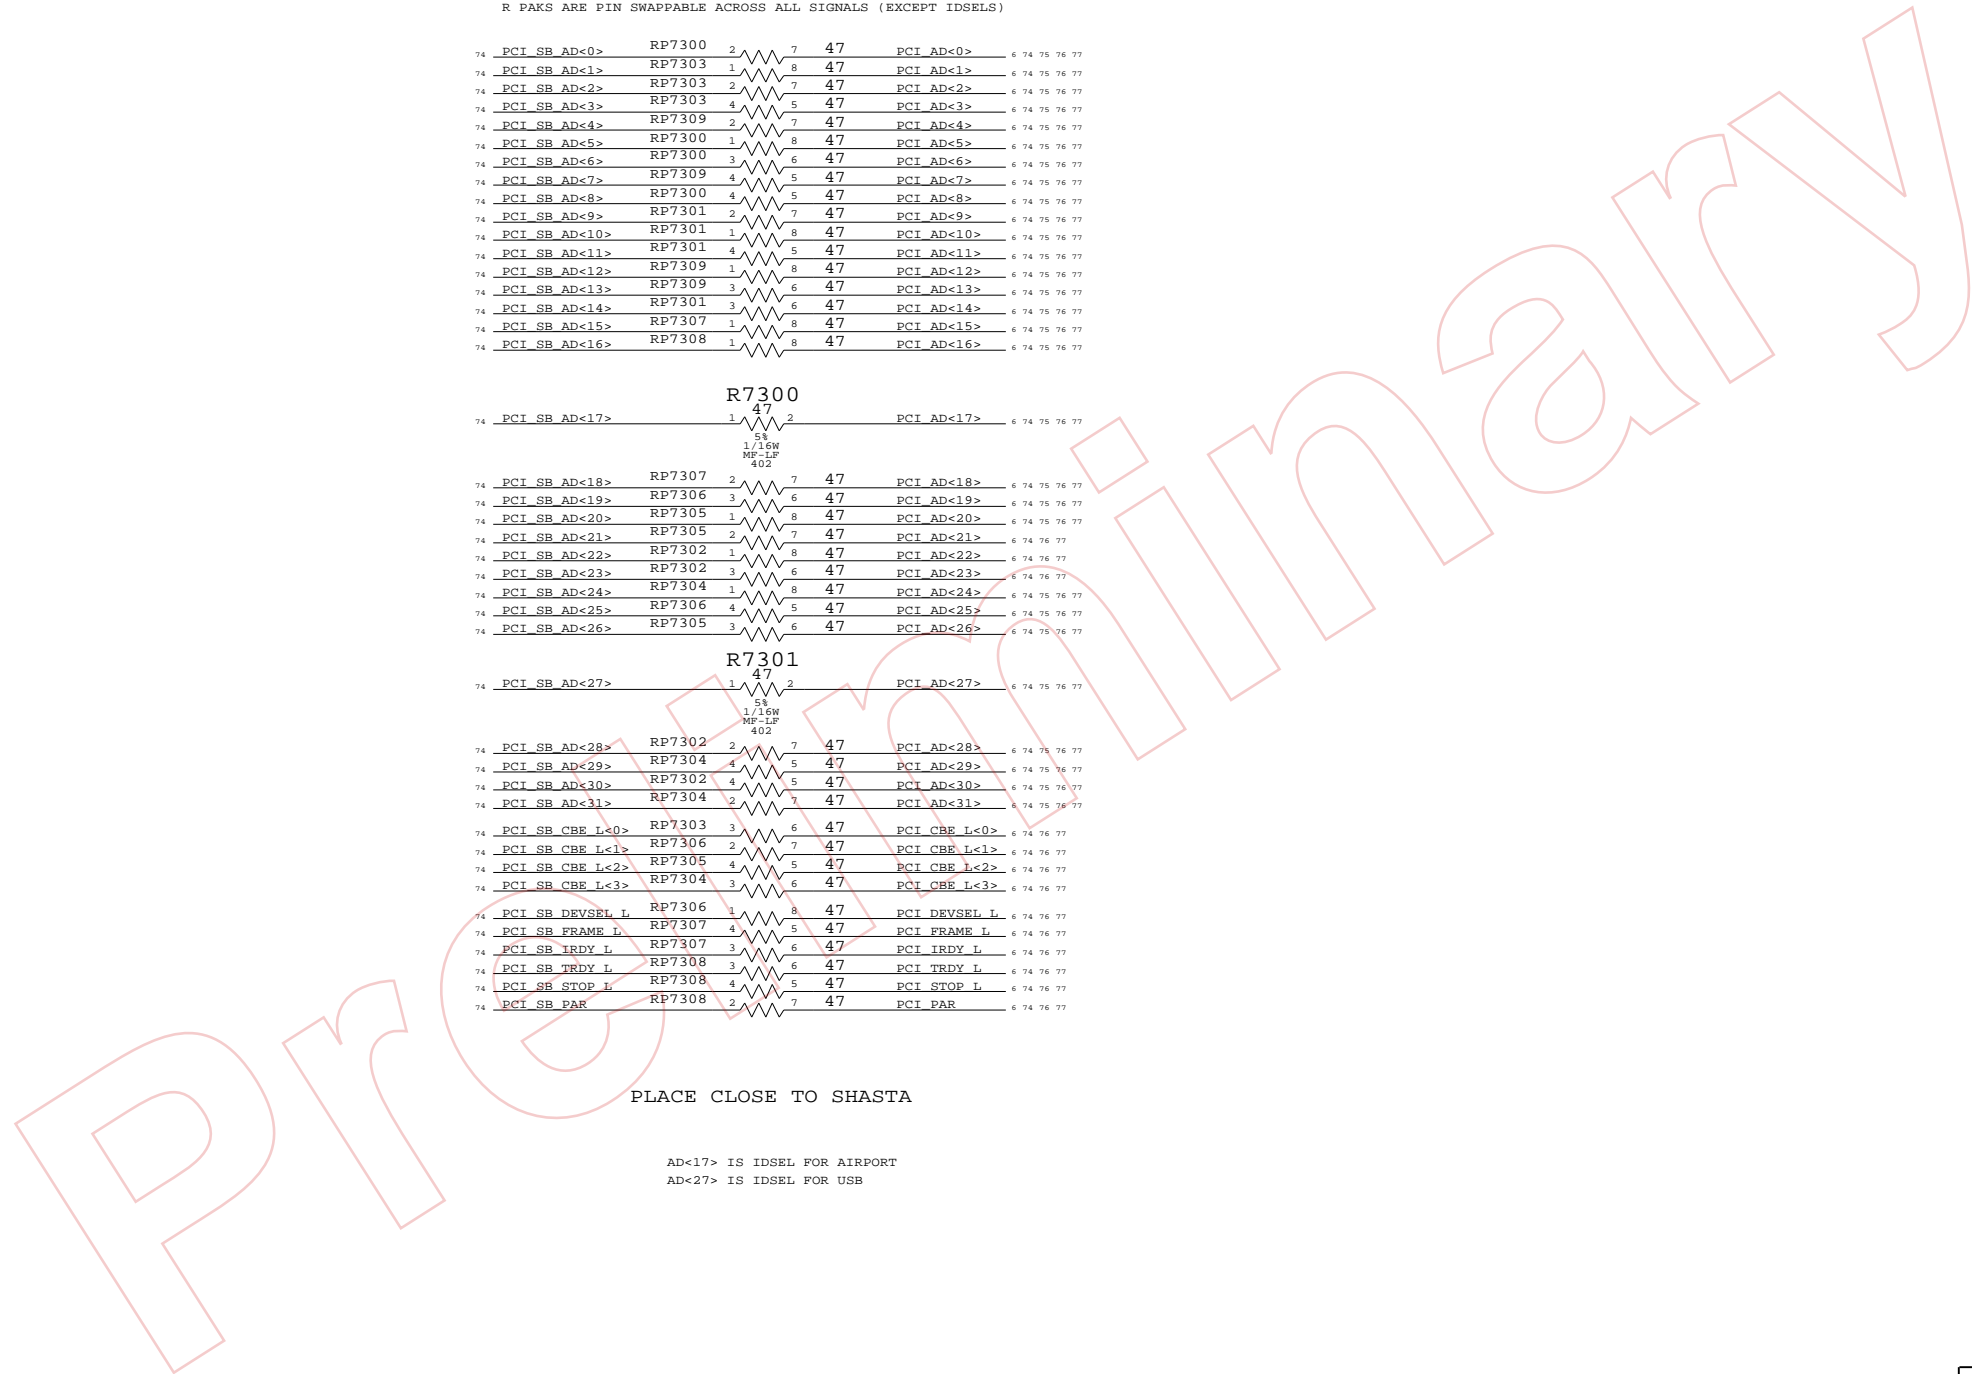 R PAKS ARE PIN SWAPPABLE ACROSS ALL SIGNALS (EXCEPT IDSELS)
74 PCI_SB_AD<0> RP7300 2 7 47 PCI_AD<0> 6 74 75 76 77
74 PCI_SB_AD<1> RP7303 1 8 47 PCI_AD<1> 6 74 75 76 77
74 PCI_SB_AD<2> RP7303 2 7 47 PCI_AD<2> 6 74 75 76 77
74 PCI_SB_AD<3> RP7303 4 5 47 PCI_AD<3> 6 74 75 76 77
74 PCI_SB_AD<4> RP7309 2 7 47 PCI_AD<4> 6 74 75 76 77
74 PCI_SB_AD<5> RP7300 1 8 47 PCI_AD<5> 6 74 75 76 77
74 PCI_SB_AD<6> RP7300 3 6 47 PCI_AD<6> 6 74 75 76 77
74 PCI_SB_AD<7> RP7309 4 5 47 PCI_AD<7> 6 74 75 76 77
74 PCI_SB_AD<8> RP7300 4 5 47 PCI_AD<8> 6 74 75 76 77
74 PCI_SB_AD<9> RP7301 2 7 47 PCI_AD<9> 6 74 75 76 77
74 PCI_SB_AD<10> RP7301 1 8 47 PCI_AD<10> 6 74 75 76 77
74 PCI_SB_AD<11> RP7301 4 5 47 PCI_AD<11> 6 74 75 76 77
74 PCI_SB_AD<12> RP7309 1 8 47 PCI_AD<12> 6 74 75 76 77
74 PCI_SB_AD<13> RP7309 3 6 47 PCI_AD<13> 6 74 75 76 77
74 PCI_SB_AD<14> RP7301 3 6 47 PCI_AD<14> 6 74 75 76 77
74 PCI_SB_AD<15> RP7307 1 8 47 PCI_AD<15> 6 74 75 76 77
74 PCI_SB_AD<16> RP7308 1 8 47 PCI_AD<16> 6 74 75 76 77
R7300
47
74 PCI_SB_AD<17> 1 2 PCI_AD<17> 6 74 75 76 77
5%
1/16W
MF-LF
402
74 PCI_SB_AD<18> RP7307 2 7 47 PCI_AD<18> 6 74 75 76 77
74 PCI_SB_AD<19> RP7306 3 6 47 PCI_AD<19> 6 74 75 76 77
74 PCI_SB_AD<20> RP7305 1 8 47 PCI_AD<20> 6 74 75 76 77
74 PCI_SB_AD<21> RP7305 2 7 47 PCI_AD<21> 6 74 76 77
74 PCI_SB_AD<22> RP7302 1 8 47 PCI_AD<22> 6 74 76 77
74 PCI_SB_AD<23> RP7302 3 6 47 PCI_AD<23> 6 74 76 77
74 PCI_SB_AD<24> RP7304 1 8 47 PCI_AD<24> 6 74 75 76 77
74 PCI_SB_AD<25> RP7306 4 5 47 PCI_AD<25> 6 74 75 76 77
74 PCI_SB_AD<26> RP7305 3 6 47 PCI_AD<26> 6 74 75 76 77
R7301
47
74 PCI_SB_AD<27> 1 2 PCI_AD<27> 6 74 75 76 77
5%
1/16W
MF-LF
402
74 PCI_SB_AD<28> RP7302 2 7 47 PCI_AD<28> 6 74 75 76 77
74 PCI_SB_AD<29> RP7304 4 5 47 PCI_AD<29> 6 74 75 76 77
74 PCI_SB_AD<30> RP7302 4 5 47 PCI_AD<30> 6 74 75 76 77
74 PCI_SB_AD<31> RP7304 2 7 47 PCI_AD<31> 6 74 75 76 77
74 PCI_SB_CBE_L<0> RP7303 3 6 47 PCI_CBE_L<0> 6 74 76 77
74 PCI_SB_CBE_L<1> RP7306 2 7 47 PCI_CBE_L<1> 6 74 76 77
74 PCI_SB_CBE_L<2> RP7305 4 5 47 PCI_CBE_L<2> 6 74 76 77
74 PCI_SB_CBE_L<3> RP7304 3 6 47 PCI_CBE_L<3> 6 74 76 77
74 PCI_SB_DEVSEL_L RP7306 1 8 47 PCI_DEVSEL_L 6 74 76 77
74 PCI_SB_FRAME_L RP7307 4 5 47 PCI_FRAME_L 6 74 76 77
74 PCI_SB_IRDY_L RP7307 3 6 47 PCI_IRDY_L 6 74 76 77
74 PCI_SB_TRDY_L RP7308 3 6 47 PCI_TRDY_L 6 74 76 77
74 PCI_SB_STOP_L RP7308 4 5 47 PCI_STOP_L 6 74 76 77
74 PCI_SB_PAR RP7308 2 7 47 PCI_PAR 6 74 76 77
PLACE CLOSE TO SHASTA
AD<17> IS IDSEL FOR AIRPORT
AD<27> IS IDSEL FOR USB
Preliminary